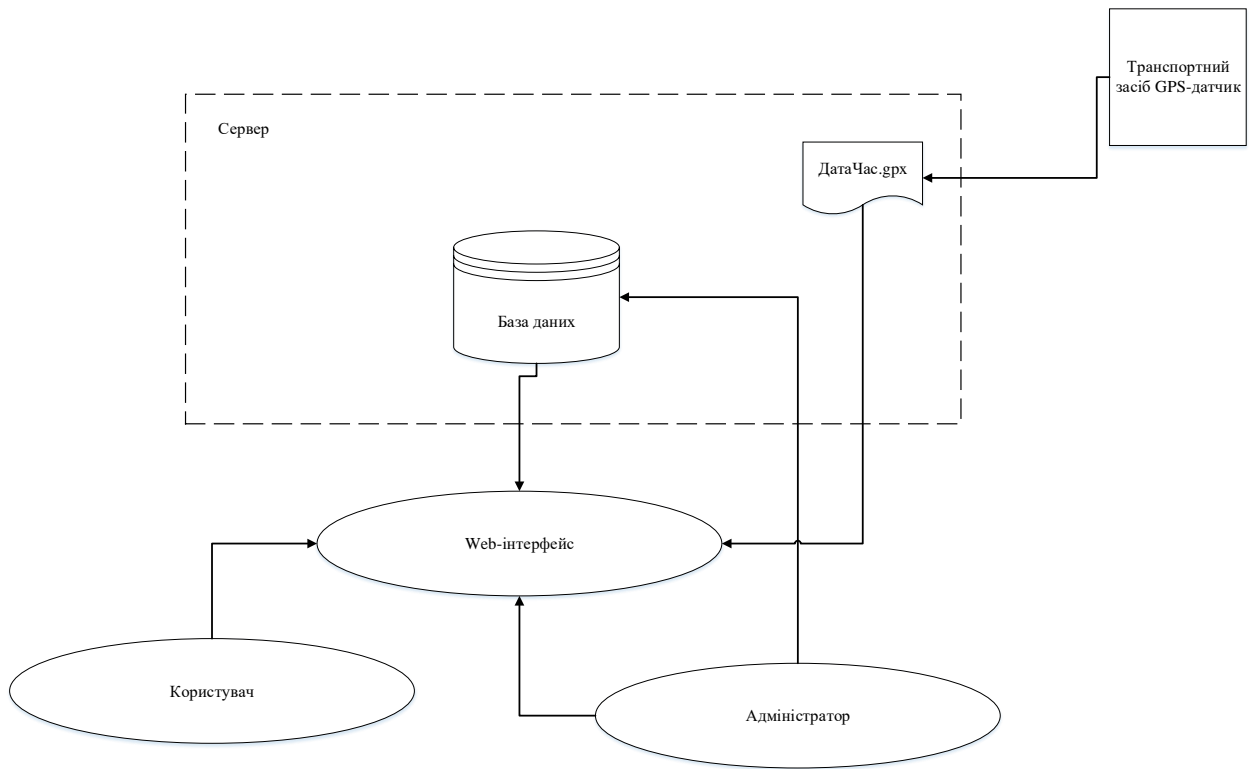 Транспортний
засіб GPS-датчик
Сервер
ДатаЧас.gpx
База даних
Web-інтерфейс
Користувач
Адміністратор